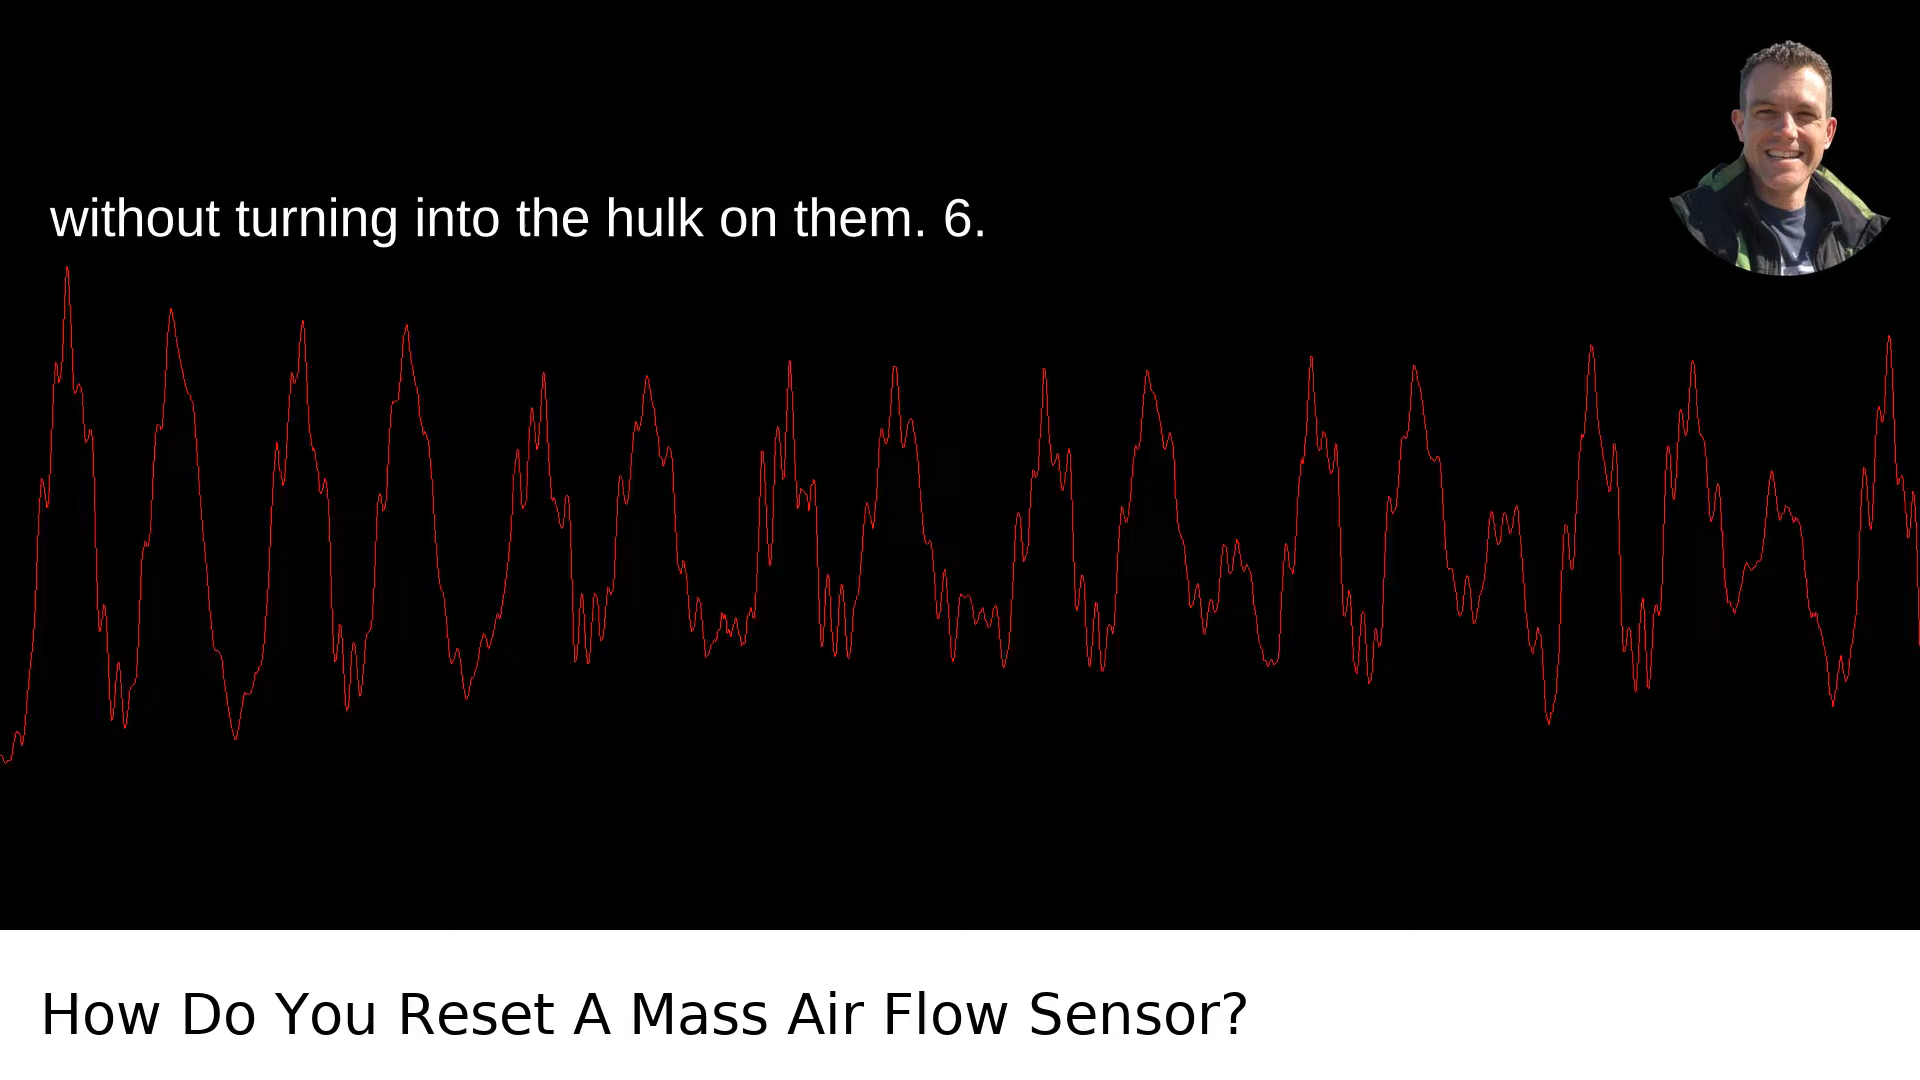 without turning into the hulk on them. 6.
How Do You Reset A Mass Air Flow Sensor?